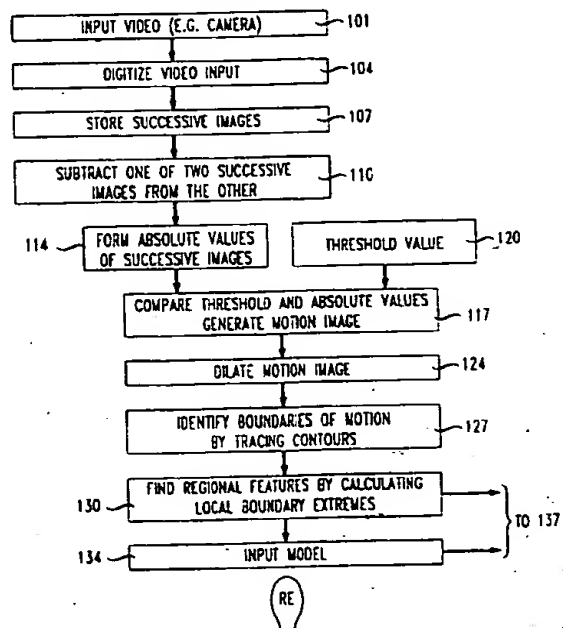 INPUT VIDEO (E.G. CAMERA)
101
DIGITIZE VIDEO INPUT
104
STORE SUCCESSIVE IMAGES
107
SUBTRACT ONE OF TWO SUCCESSIVE
IMAGES FROM THE OTHER
110
114
FORM ABSOLUTE VALUES
OF SUCCESSIVE IMAGES
THRESHOLD VALUE
120
COMPARE THRESHOLD AND ABSOLUTE VALUES
GENERATE MOTION IMAGE
117
DILATE MOTION IMAGE
124
IDENTIFY BOUNDARIES OF MOTION
BY TRACING CONTOURS
127
FIND REGIONAL FEATURES BY CALCULATING
LOCAL BOUNDARY EXTREMES
130
TO 137
INPUT MODEL
134
RE